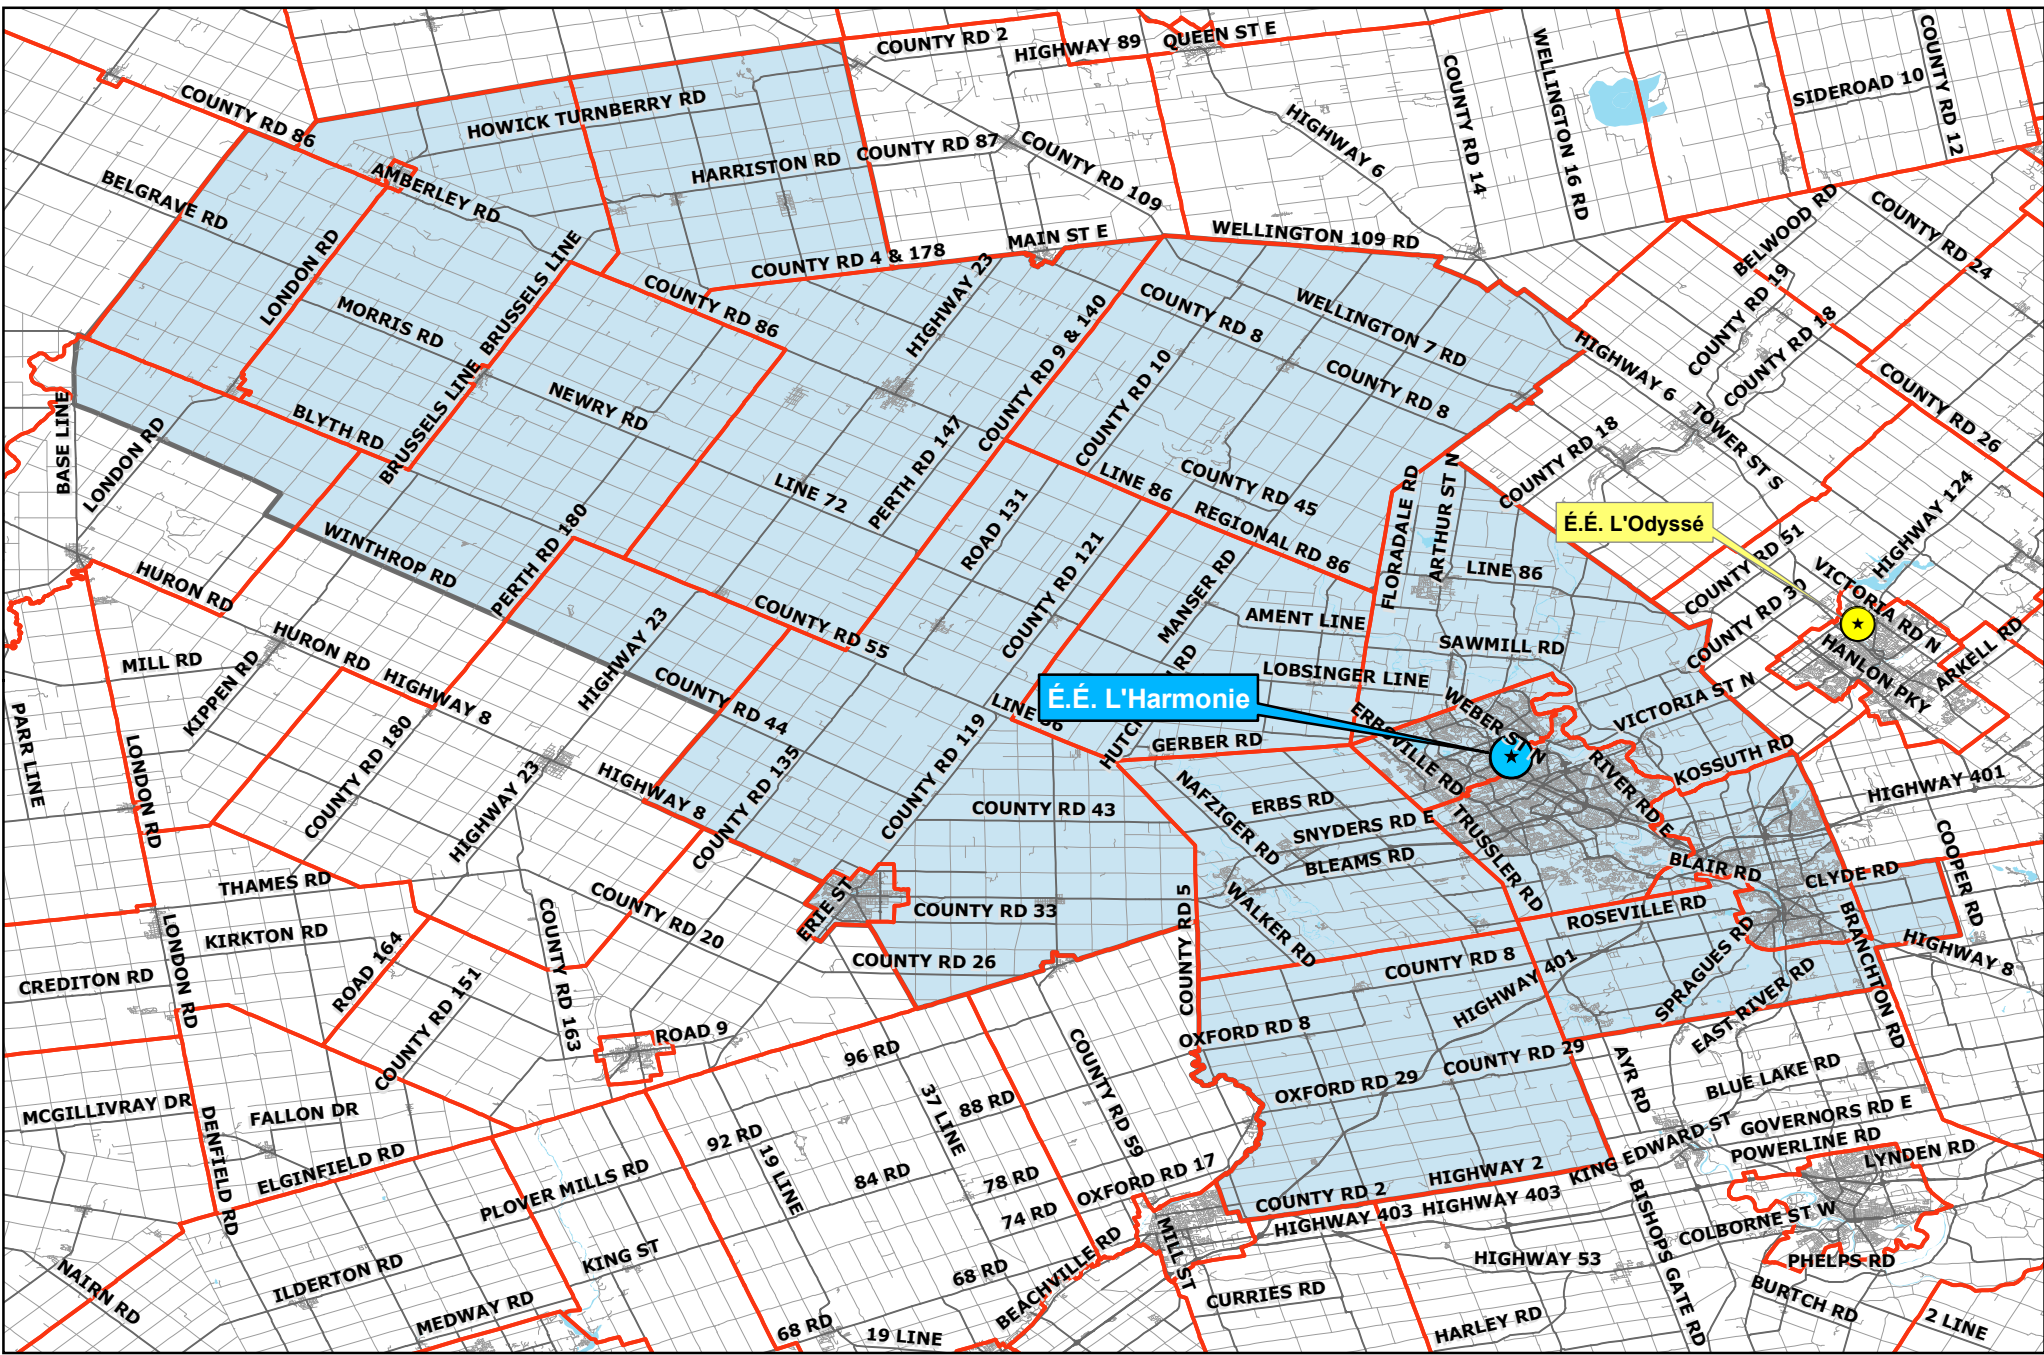 COUNTY RD 2
HIGHWAY 89
QUEEN ST E
COUNTY RD 14
WELLINGTON 16 RD
SIDEROAD 10
COUNTY RD 12
COUNTY RD 86
HOWICK TURNBERRY RD
HIGHWAY 6
AMBERLEY RD
HARRISTON RD
COUNTY RD 87
COUNTY RD 109
BELGRAVE RD
LONDON RD
BRUSSELS LINE
COUNTY RD 4 & 178
MAIN ST E
WELLINGTON 109 RD
BELWOOD RD
COUNTY RD 24
COUNTY RD 19
COUNTY RD 18
MORRIS RD
COUNTY RD 86
HIGHWAY 23
COUNTY RD 9 & 140
COUNTY RD 8
WELLINGTON 7 RD
HIGHWAY 6
COUNTY RD 26
BASE LINE
LONDON RD
BLYTH RD
BRUSSELS LINE
NEWRY RD
COUNTY RD 10
COUNTY RD 8
TOWER ST S
COUNTY RD 18
PERTH RD 147
LINE 72
LINE 86
COUNTY RD 45
REGIONAL RD 86
FLORADALE RD
ARTHUR ST N
COUNTY RD 18
É.É. L'Odyssé
HIGHWAY 124
COUNTY RD 51
VICTORIA RD N
COUNTY RD 30
WINTHROP RD
PERTH RD 180
ROAD 131
COUNTY RD 121
MANSER RD
LINE 86
AMENT LINE
SAWMILL RD
LOBSINGER LINE
HURON RD
HURON RD
MILL RD
KIPPEN RD
HIGHWAY 8
HIGHWAY 23
COUNTY RD 55
COUNTY RD 44
LINE 86
É.É. L'Harmonie
HANLON PKY
ARKELL RD
WEBER ST N
VICTORIA ST N
ERBSVILLE RD
GERBER RD
RIVER RD E
KOSSUTH RD
HIGHWAY 401
PARR LINE
LONDON RD
COUNTY RD 180
HIGHWAY 23
HIGHWAY 8
COUNTY RD 135
COUNTY RD 119
COUNTY RD 43
NAFZIGER RD
ERBS RD
SNYDERS RD E
BLEAMS RD
TRUSSLER RD
BLAIR RD
CLYDE RD
COOPER RD
THAMES RD
KIRKTON RD
LONDON RD
CREDITON RD
ROAD 164
COUNTY RD 151
COUNTY RD 163
COUNTY RD 20
ERIE ST
COUNTY RD 33
COUNTY RD 26
COUNTY RD 5
WALKER RD
COUNTY RD 8
ROSEVILLE RD
HIGHWAY 401
SPRAGUES RD
EAST RIVER RD
BRANCHTON RD
HIGHWAY 8
ROAD 9
96 RD
COUNTY RD 59
OXFORD RD 8
COUNTY RD 29
OXFORD RD 29
AYR RD
BLUE LAKE RD
MCGILLIVRAY DR
FALLON DR
DENFIELD RD
ELGINFIELD RD
PLOVER MILLS RD
92 RD
19 LINE
37 LINE
88 RD
84 RD
78 RD
74 RD
OXFORD RD 17
COUNTY RD 2
HIGHWAY 2
KING EDWARD ST
GOVERNORS RD E
POWERLINE RD
LYNDEN RD
HIGHWAY 403
HIGHWAY 403
BISHOPS GATE RD
COLBORNE ST W
PHELPS RD
HIGHWAY 53
BURTCH RD
2 LINE
NAIRN RD
ILDERTON RD
MEDWAY RD
KING ST
68 RD
68 RD
19 LINE
BEACHVILLE RD
MILL ST
CURRIES RD
HARLEY RD